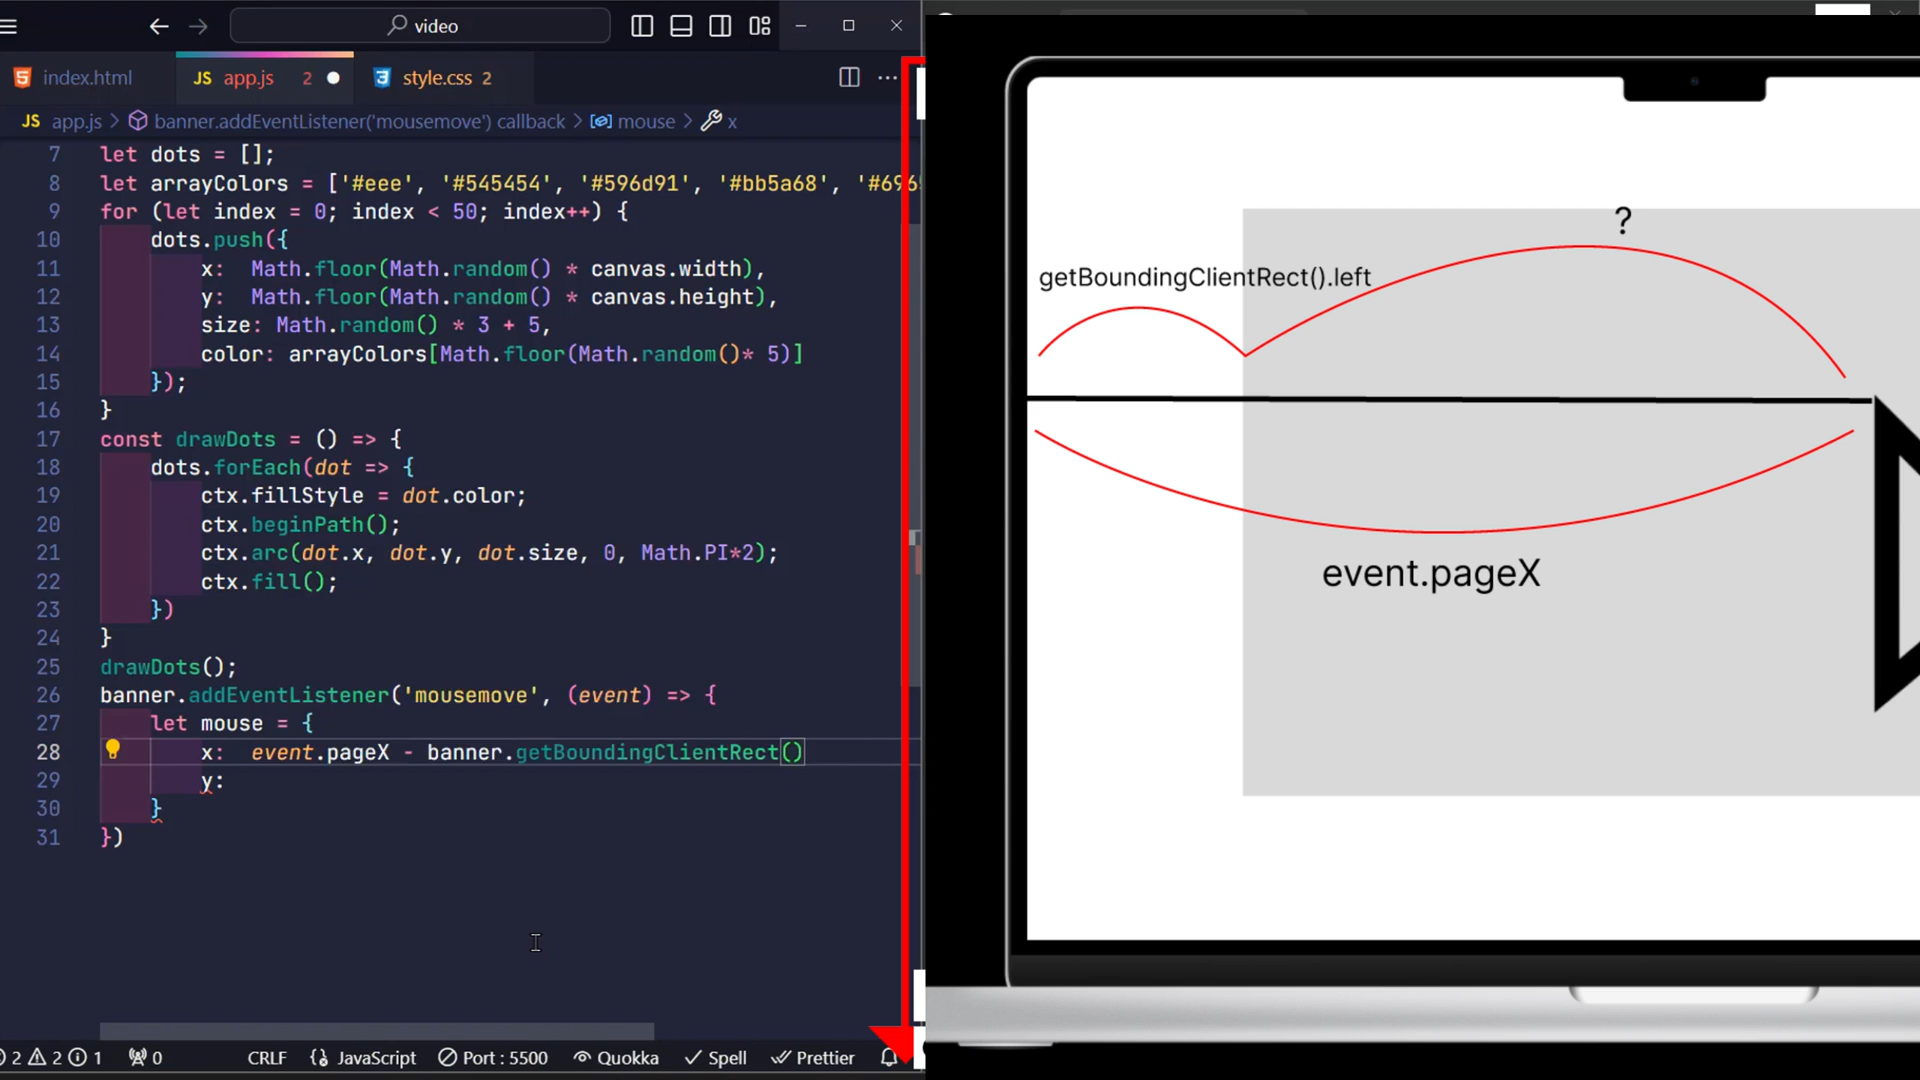 video
index.html
JS app.js 2
style.css 2
JS app.js > banner.addEventListener('mousemove') callback > mouse > x
7 let dots = [];
8 let arrayColors = ['#eee', '#545454', '#596d91', '#bb5a68', '#696
9 for (let index = 0; index < 50; index++) {
10 dots.push({
11 x: Math.floor(Math.random() * canvas.width),
12 y: Math.floor(Math.random() * canvas.height),
13 size: Math.random() * 3 + 5,
14 color: arrayColors[Math.floor(Math.random()* 5)]
15 });
16 }
17 const drawDots = () => {
18 dots.forEach(dot => {
19 ctx.fillStyle = dot.color;
20 ctx.beginPath();
21 ctx.arc(dot.x, dot.y, dot.size, 0, Math.PI*2);
22 ctx.fill();
23 })
24 }
25 drawDots();
26 banner.addEventListener('mousemove', (event) => {
27 let mouse = {
28 x: event.pageX - banner.getBoundingClientRect()
29 y:
30 }
31 })
2 2 1 0 CRLF JavaScript Port : 5500 Quokka Spell Prettier
?
getBoundingClientRect().left
event.pageX